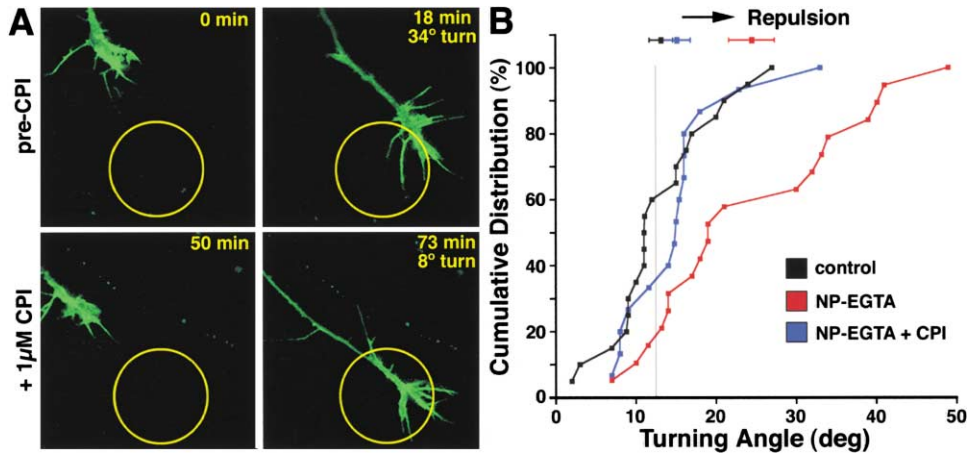 A
pre-CPI
0 min
18 min
34° turn
+ 1µM CPI
50 min
73 min
8° turn
B
Repulsion
Cumulative Distribution (%)
100
80
60
40
20
0
0 10 20 30 40 50
Turning Angle (deg)
control
NP-EGTA
NP-EGTA + CPI